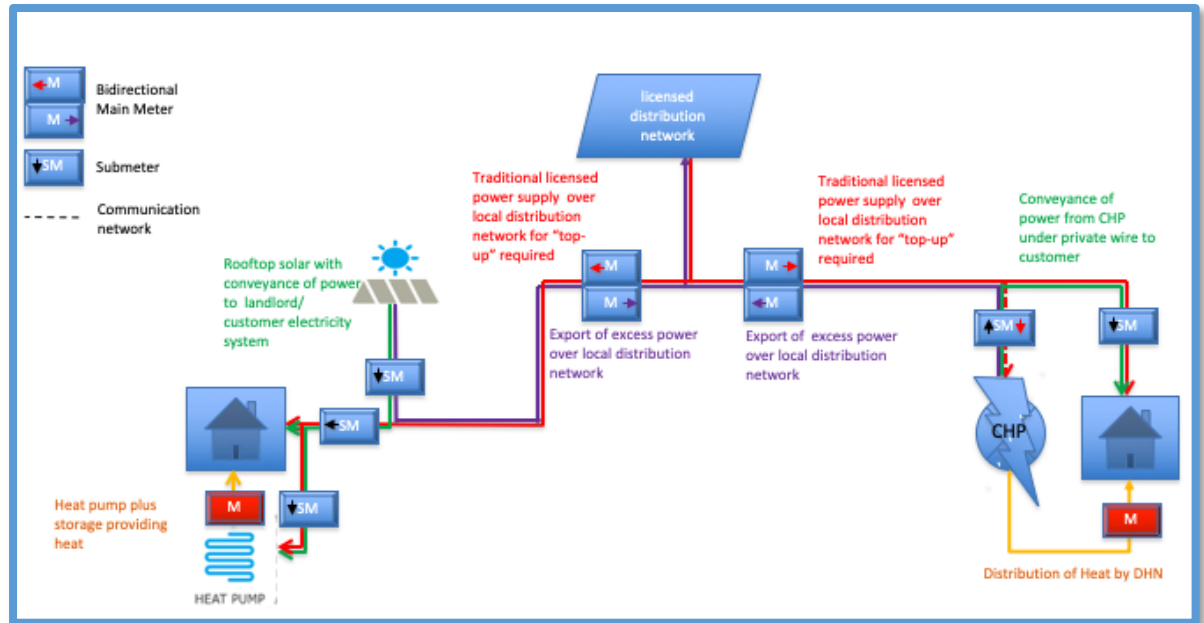 M
M
Bidirectional
Main Meter
SM
Submeter
Communication
network
licensed
distribution
network
Traditional licensed
power supply over
local distribution
network for “top-
up” required
Traditional licensed
power supply over
local distribution
network for “top-up”
required
Conveyance of
power from CHP
under private wire to
customer
Rooftop solar with
conveyance of power
to landlord/
customer electricity
system
M
M
M
M
Export of excess power
over local distribution
network
Export of excess power
over local distribution
network
SM
SM
SM
SM
SM
CHP
Heat pump plus
storage providing
heat
M
HEAT PUMP
M
Distribution of Heat by DHN